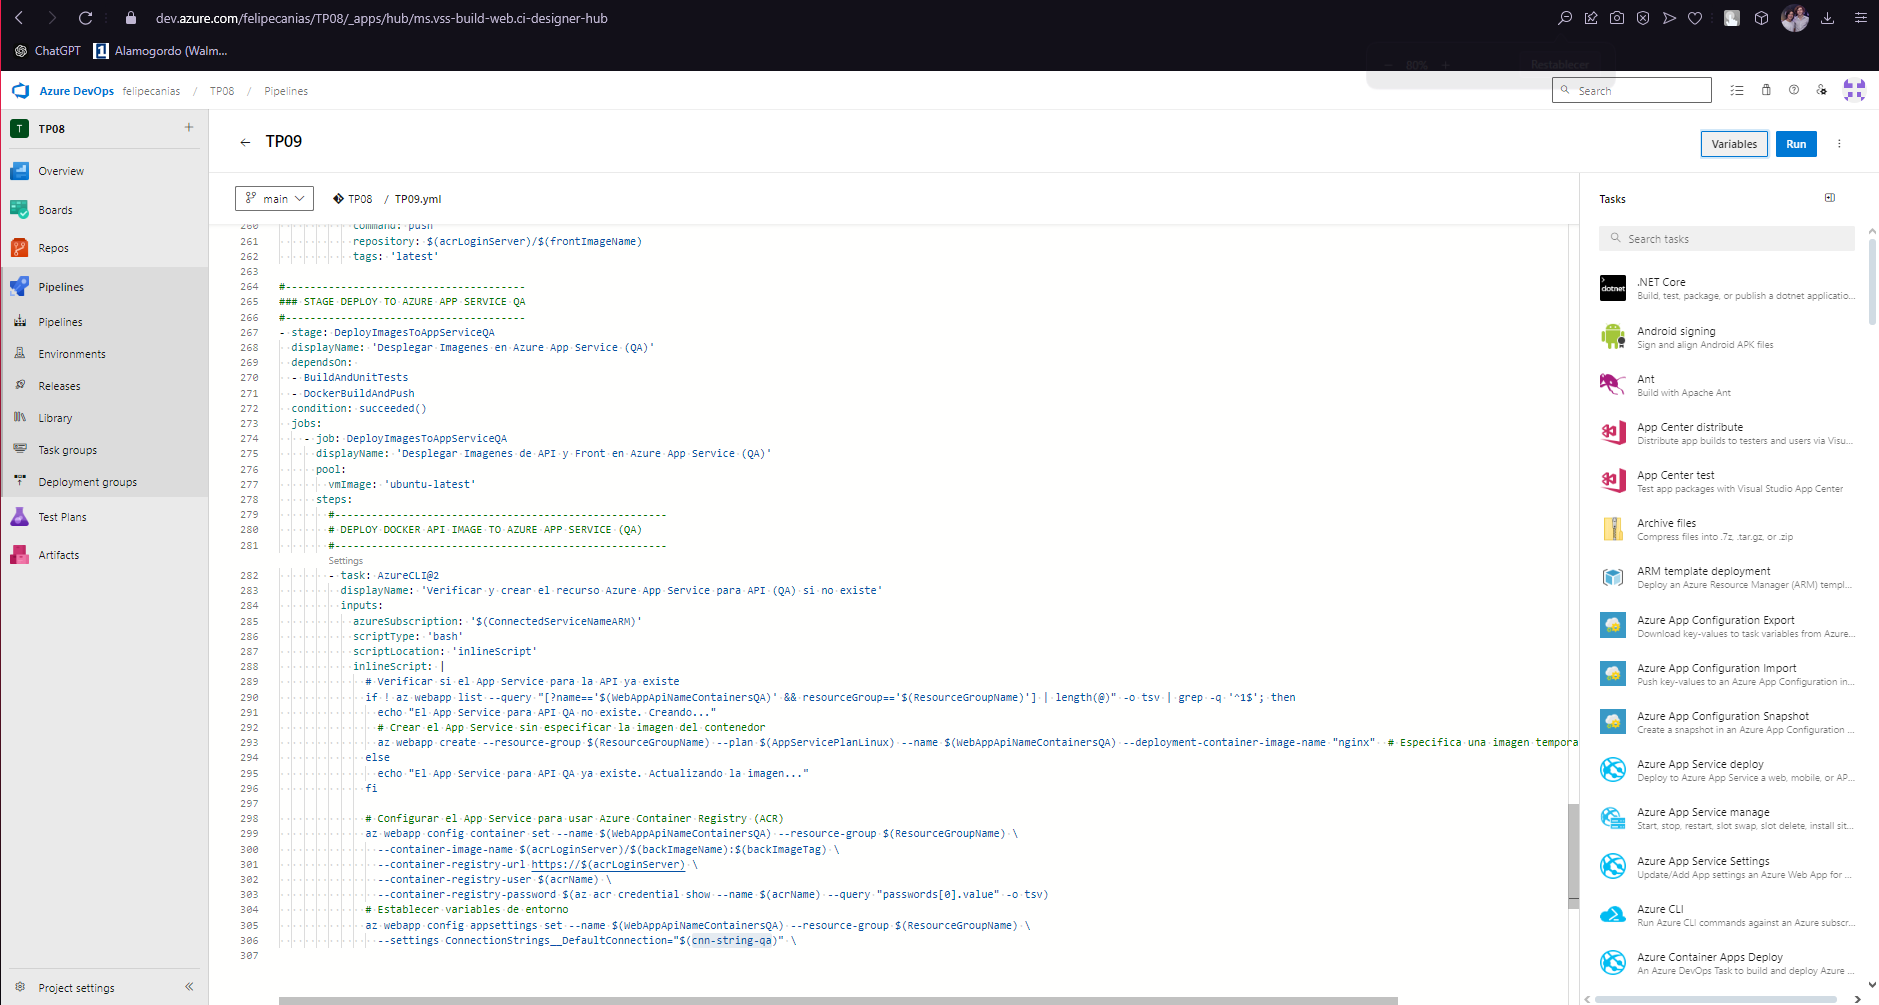 dev.azure.com/felipecanias/TP08/_apps/hub/ms.vss-build-web.ci-designer-hub
ChatGPT
Alamogordo (Walm...
80%
Restablecer
Azure DevOps felipecanias / TP08 / Pipelines
Search
T TP08
Overview
Boards
Repos
Pipelines
Pipelines
Environments
Releases
Library
Task groups
Deployment groups
Test Plans
Artifacts
Project settings
TP09
Variables
Run
main
TP08 / TP09.yml
260 command: push
261 repository: $(acrLoginServer)/$(frontImageName)
262 tags: 'latest'
263
264 #---------------------------------------
265 ### STAGE DEPLOY TO AZURE APP SERVICE QA
266 #---------------------------------------
267 - stage: DeployImagesToAppServiceQA
268 displayName: 'Desplegar Imagenes en Azure App Service (QA)'
269 dependsOn:
270 - BuildAndUnitTests
271 - DockerBuildAndPush
272 condition: succeeded()
273 jobs:
274 - job: DeployImagesToAppServiceQA
275 displayName: 'Desplegar Imagenes de API y Front en Azure App Service (QA)'
276 pool:
277 vmImage: 'ubuntu-latest'
278 steps:
279 #------------------------------------------------------
280 # DEPLOY DOCKER API IMAGE TO AZURE APP SERVICE (QA)
281 #------------------------------------------------------
Settings
282 - task: AzureCLI@2
283 displayName: 'Verificar y crear el recurso Azure App Service para API (QA) si no existe'
284 inputs:
285 azureSubscription: '$(ConnectedServiceNameARM)'
286 scriptType: 'bash'
287 scriptLocation: 'inlineScript'
288 inlineScript: |
289 # Verificar si el App Service para la API ya existe
290 if ! az webapp list --query "[?name=='$(WebAppApiNameContainersQA)' && resourceGroup=='$(ResourceGroupName)'] | length(@)" -o tsv | grep -q '^1$'; then
291 echo "El App Service para API QA no existe. Creando..."
292 # Crear el App Service sin especificar la imagen del contenedor
293 az webapp create --resource-group $(ResourceGroupName) --plan $(AppServicePlanLinux) --name $(WebAppApiNameContainersQA) --deployment-container-image-name "nginx" # Especifica una imagen tempora
294 else
295 echo "El App Service para API QA ya existe. Actualizando la imagen..."
296 fi
297
298 # Configurar el App Service para usar Azure Container Registry (ACR)
299 az webapp config container set --name $(WebAppApiNameContainersQA) --resource-group $(ResourceGroupName) \
300 --container-image-name $(acrLoginServer)/$(backImageName):$(backImageTag) \
301 --container-registry-url https://$(acrLoginServer) \
302 --container-registry-user $(acrName) \
303 --container-registry-password $(az acr credential show --name $(acrName) --query "passwords[0].value" -o tsv)
304 # Establecer variables de entorno
305 az webapp config appsettings set --name $(WebAppApiNameContainersQA) --resource-group $(ResourceGroupName) \
306 --settings ConnectionStrings__DefaultConnection="$(cnn-string-qa)" \
307
Tasks
Search tasks
.NET Core
Build, test, package, or publish a dotnet applicatio...
Android signing
Sign and align Android APK files
Ant
Build with Apache Ant
App Center distribute
Distribute app builds to testers and users via Visu...
App Center test
Test app packages with Visual Studio App Center
Archive files
Compress files into .7z, .tar.gz, or .zip
ARM template deployment
Deploy an Azure Resource Manager (ARM) templ...
Azure App Configuration Export
Download key-values to task variables from Azure...
Azure App Configuration Import
Push key-values to an Azure App Configuration in...
Azure App Configuration Snapshot
Create a snapshot in an Azure App Configuration ...
Azure App Service deploy
Deploy to Azure App Service a web, mobile, or AP...
Azure App Service manage
Start, stop, restart, slot swap, slot delete, install sit...
Azure App Service Settings
Update/Add App settings an Azure Web App for ...
Azure CLI
Run Azure CLI commands against an Azure subscr...
Azure Container Apps Deploy
An Azure DevOps Task to build and deploy Azure ...